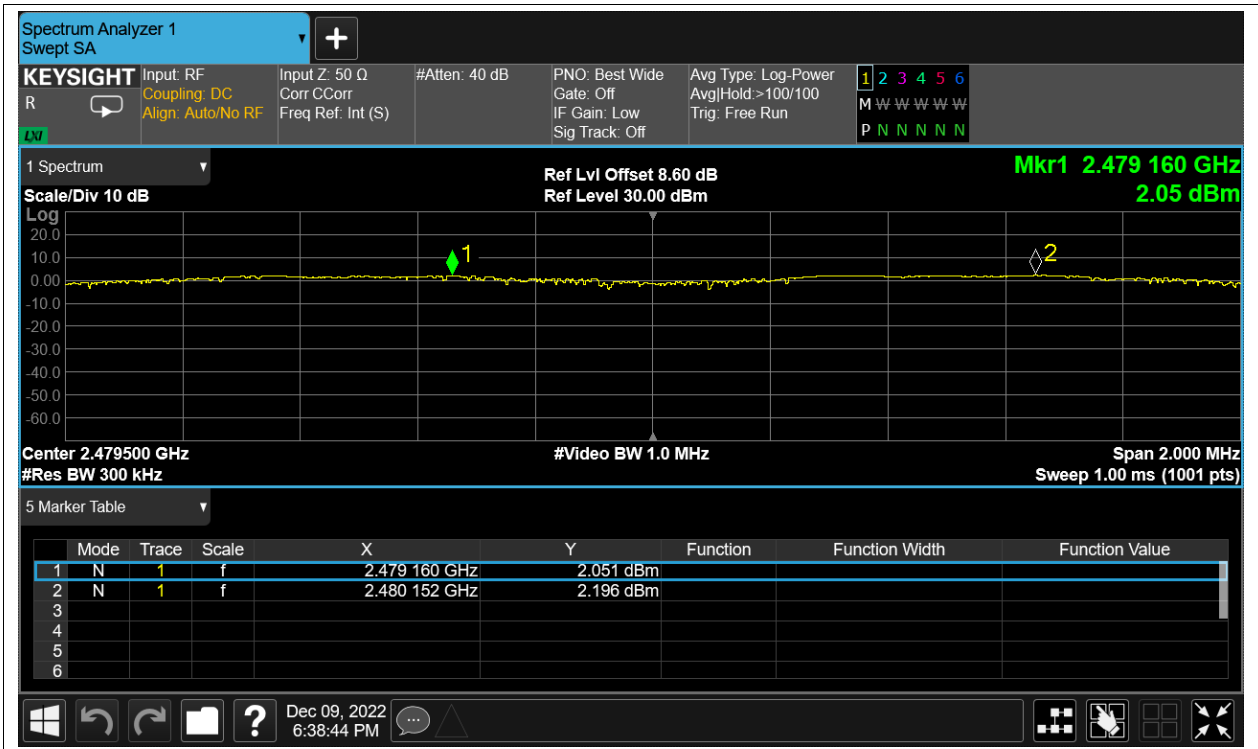 Spectrum Analyzer 1
Swept SA
KEYSIGHT
R
LXI
Input: RF
Coupling: DC
Align: Auto/No RF
Input Z: 50 Ω
Corr CCorr
Freq Ref: Int (S)
#Atten: 40 dB
PNO: Best Wide
Gate: Off
IF Gain: Low
Sig Track: Off
Avg Type: Log-Power
Avg|Hold:>100/100
Trig: Free Run
1 2 3 4 5 6
M W W W W W
P N N N N N
1 Spectrum
Scale/Div 10 dB
Ref Lvl Offset 8.60 dB
Ref Level 30.00 dBm
Mkr1 2.479 160 GHz
2.05 dBm
Log
20.0
10.0
0.00
-10.0
-20.0
-30.0
-40.0
-50.0
-60.0
1
2
Center 2.479500 GHz
#Res BW 300 kHz
#Video BW 1.0 MHz
Span 2.000 MHz
Sweep 1.00 ms (1001 pts)
5 Marker Table
Mode Trace Scale X Y Function Function Width Function Value
1 N 1 f 2.479 160 GHz 2.051 dBm
2 N 1 f 2.480 152 GHz 2.196 dBm
3
4
5
6
?
Dec 09, 2022
6:38:44 PM